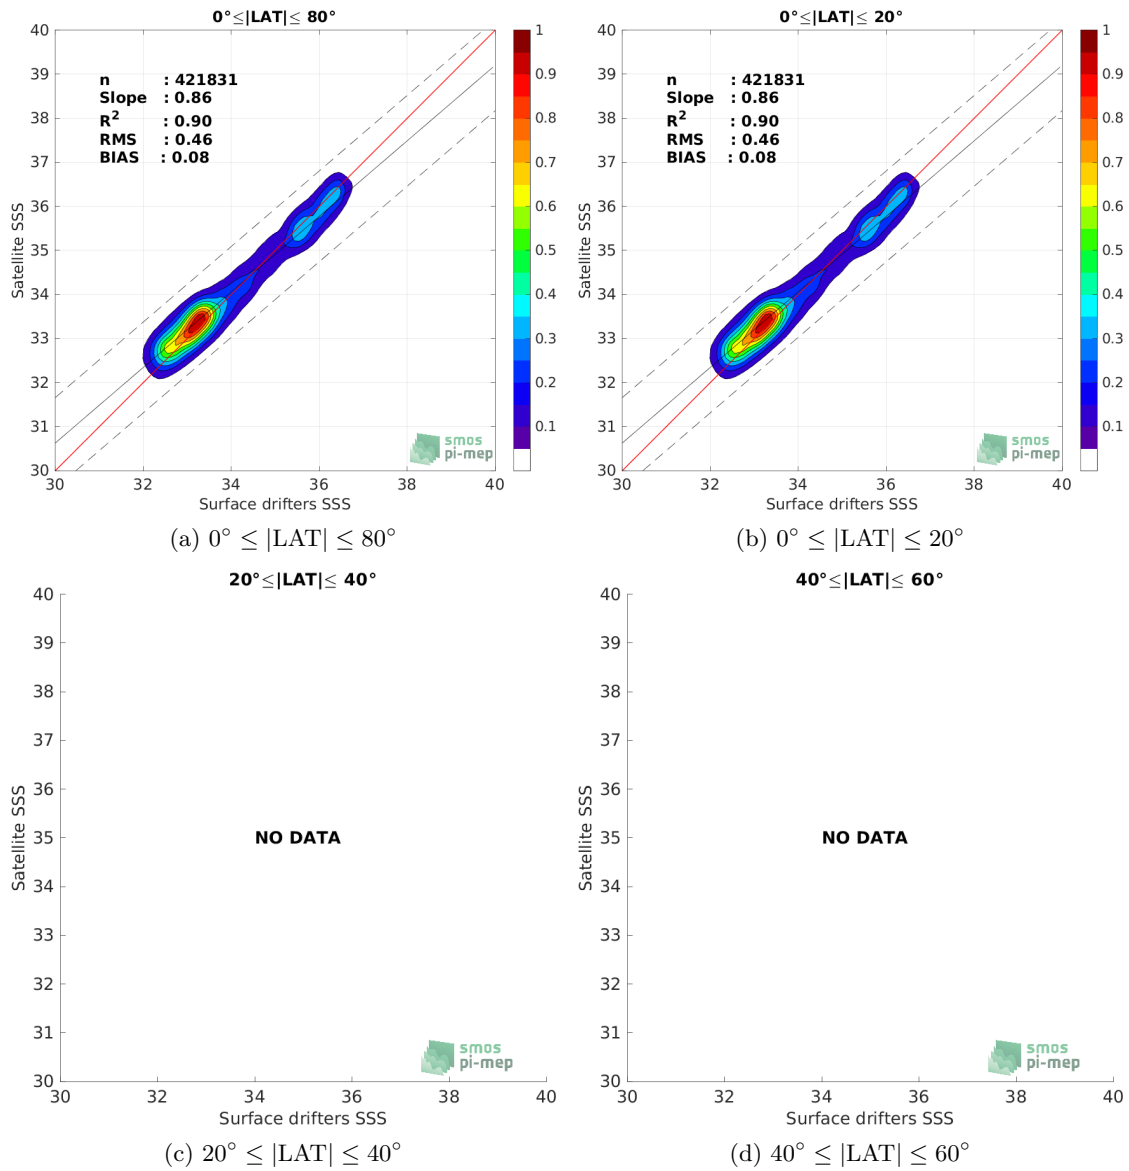 0°≤|LAT|≤ 80°
40
39
38
37
36
35
34
33
32
31
30
Satellite SSS
n : 421831
Slope : 0.86
R² : 0.90
RMS : 0.46
BIAS : 0.08
1
0.9
0.8
0.7
0.6
0.5
0.4
0.3
0.2
0.1
smos
pi-mep
30 32 34 36 38 40
Surface drifters SSS
(a) 0° ≤ |LAT| ≤ 80°
0°≤|LAT|≤ 20°
40
39
38
37
36
35
34
33
32
31
30
Satellite SSS
n : 421831
Slope : 0.86
R² : 0.90
RMS : 0.46
BIAS : 0.08
1
0.9
0.8
0.7
0.6
0.5
0.4
0.3
0.2
0.1
smos
pi-mep
30 32 34 36 38 40
Surface drifters SSS
(b) 0° ≤ |LAT| ≤ 20°
20°≤|LAT|≤ 40°
40
39
38
37
36
35
34
33
32
31
30
Satellite SSS
NO DATA
smos
pi-mep
30 32 34 36 38 40
Surface drifters SSS
(c) 20° ≤ |LAT| ≤ 40°
40°≤|LAT|≤ 60°
40
39
38
37
36
35
34
33
32
31
30
Satellite SSS
NO DATA
smos
pi-mep
30 32 34 36 38 40
Surface drifters SSS
(d) 40° ≤ |LAT| ≤ 60°